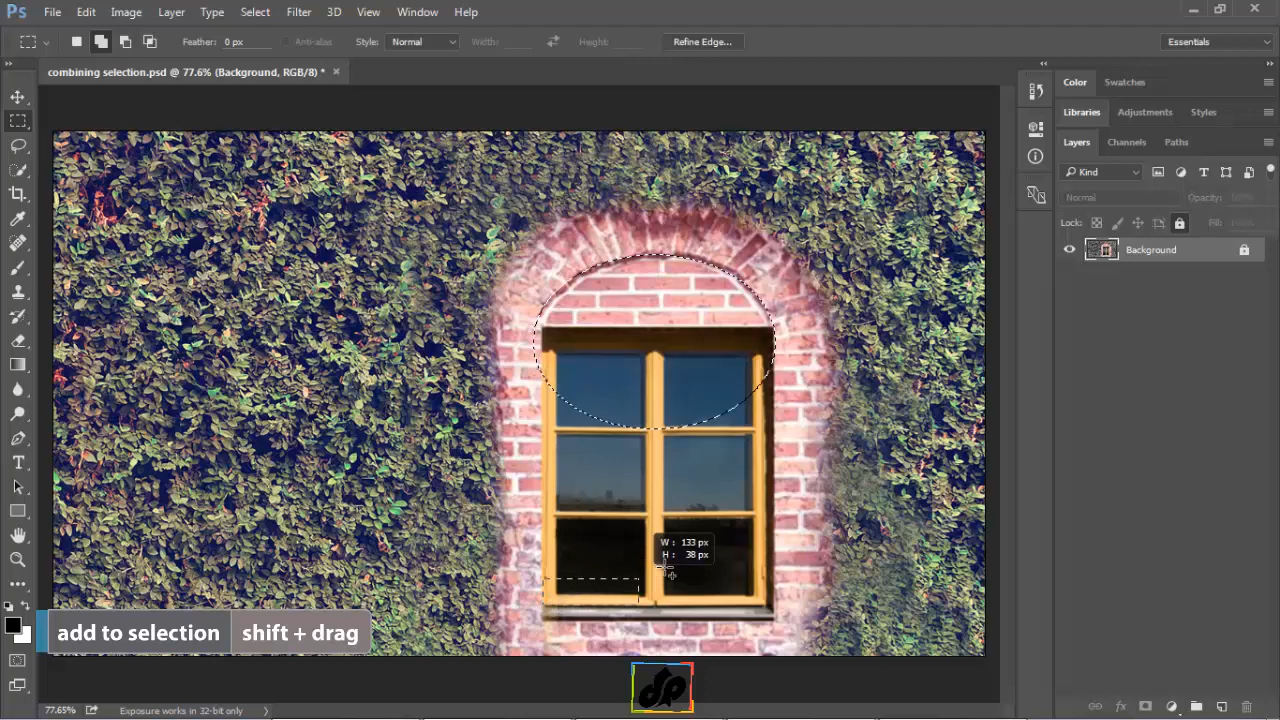 Ps File Edit Image Layer Type Select Filter 3D View Window Help
Feather: 0 px Anti-alias Style: Normal Width: Height: Refine Edge... Essentials
combining selection.psd @ 77.6% (Background, RGB/8) * ×
Color Swatches
Libraries Adjustments Styles
Layers Channels Paths
Kind
Normal Opacity: 100%
Lock: Fill: 100%
Background
W : 133 px
H : 38 px
add to selection shift + drag
dp
77.65% Exposure works in 32-bit only